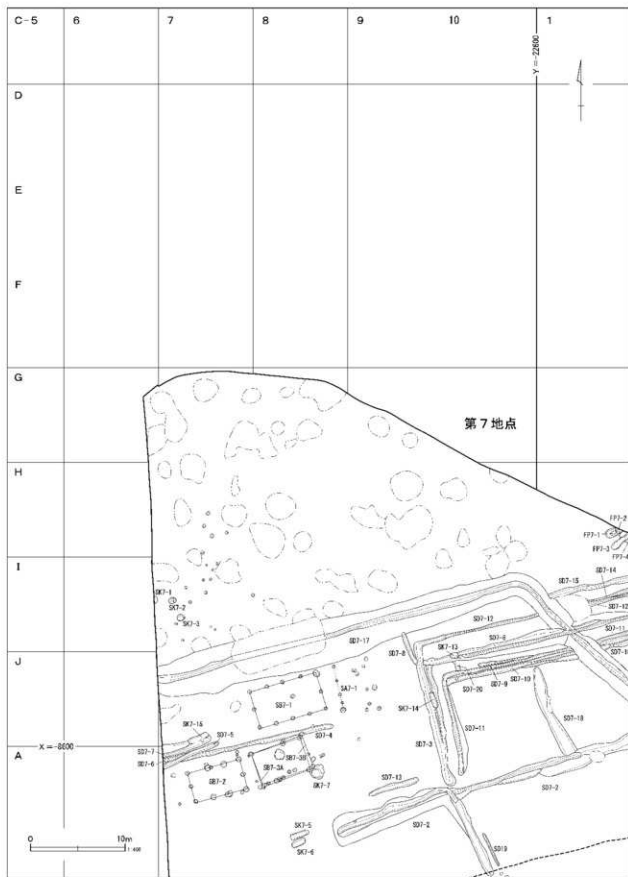 C-5
6
7
8
9
10
1
Y=-22600
D
E
F
G
第7地点
H
FP7-2
FP7-1
FP7-3
FP7-4
I
SD7-14
SD7-15
SK7-1
SK7-2
SD7-12
SD7-12
SK7-3
SD7-11
SD7-17
SK7-13
SD7-8
J
SD7-10
SD7-9
SD7-20
SA7-1
SB7-1
SK7-14
SK7-16
SD7-5
SD7-4
SD7-11
SD7-18
SD7-3
X=-8600
A
SD7-7
SD7-6
SB7-3B
SB7-3A
SB7-2
SK7-7
SD7-13
SD7-2
SD7-2
SK7-5
SK7-6
SD19
0 10m
1:400